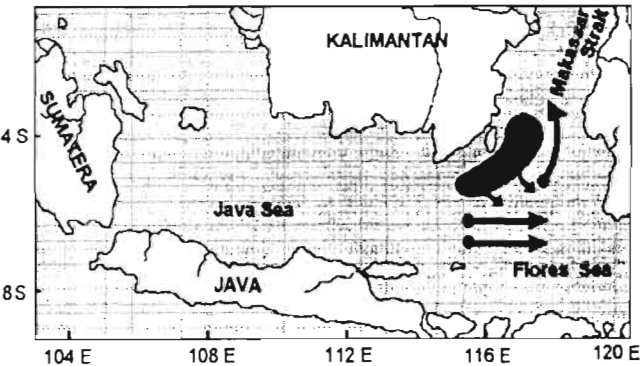 D
KALIMANTAN
Makassar
Strait
SUMATERA
4 S
Java Sea
Flores Sea
JAVA
8 S
104 E 108 E 112 E 116 E 120 E